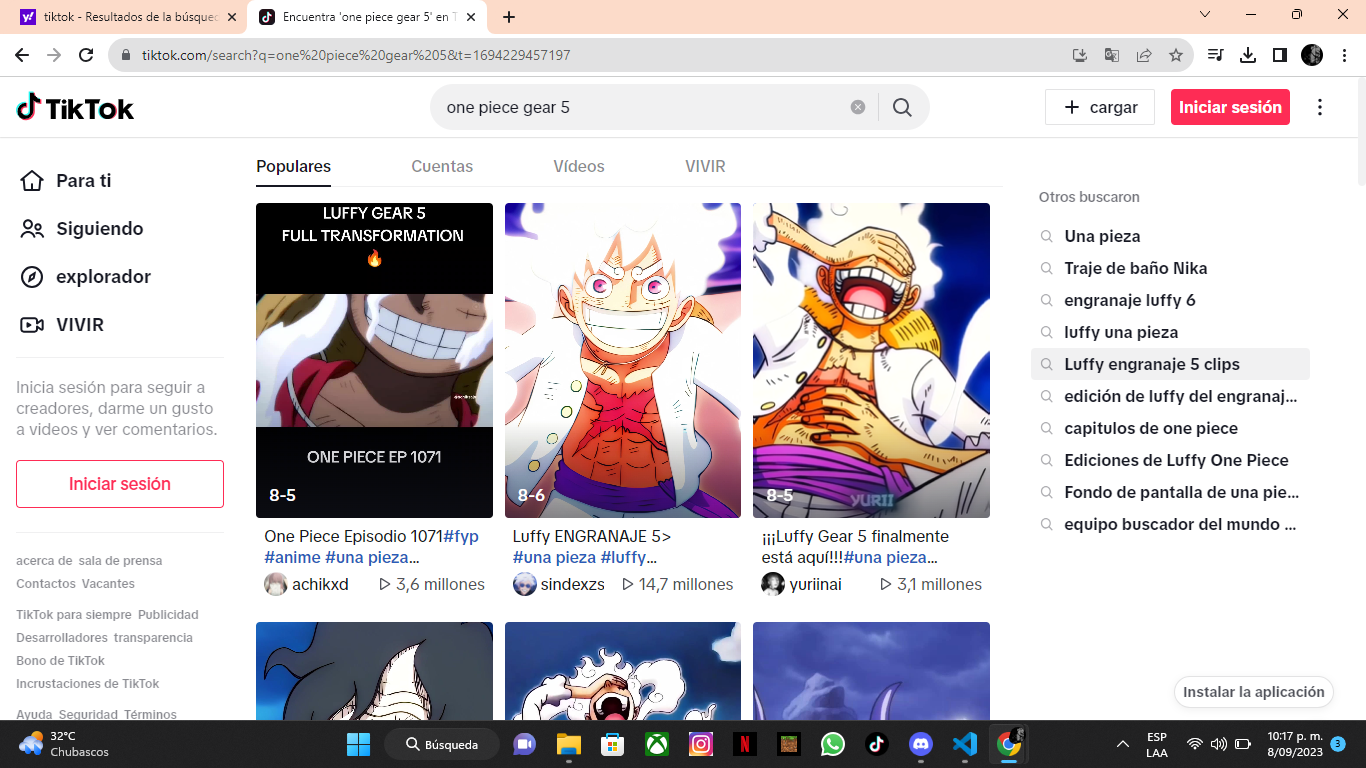 tiktok - Resultados de la búsque
Encuentra 'one piece gear 5' en T
tiktok.com/search?q=one%20piece%20gear%205&t=1694229457197
TikTok
one piece gear 5
cargar
Iniciar sesión
Para ti
Siguiendo
explorador
VIVIR
Inicia sesión para seguir a
creadores, darme un gusto
a videos y ver comentarios.
Iniciar sesión
acerca de sala de prensa
Contactos Vacantes
TikTok para siempre Publicidad
Desarrolladores transparencia
Bono de TikTok
Incrustaciones de TikTok
Ayuda Seguridad Términos
Populares
Cuentas
Vídeos
VIVIR
LUFFY GEAR 5
FULL TRANSFORMATION
🔥
ONE PIECE EP 1071
8-5
One Piece Episodio 1071#fyp
#anime #una pieza...
achikxd
3,6 millones
8-6
Luffy ENGRANAJE 5>
#una pieza #luffy...
sindexzs
14,7 millones
YURII
8-5
¡¡¡Luffy Gear 5 finalmente
está aquí!!!#una pieza...
yuriinai
3,1 millones
Otros buscaron
Una pieza
Traje de baño Nika
engranaje luffy 6
luffy una pieza
Luffy engranaje 5 clips
edición de luffy del engranaj...
capitulos de one piece
Ediciones de Luffy One Piece
Fondo de pantalla de una pie...
equipo buscador del mundo ...
Instalar la aplicación
32°C
Chubascos
Búsqueda
ESP
LAA
10:17 p. m.
8/09/2023
3